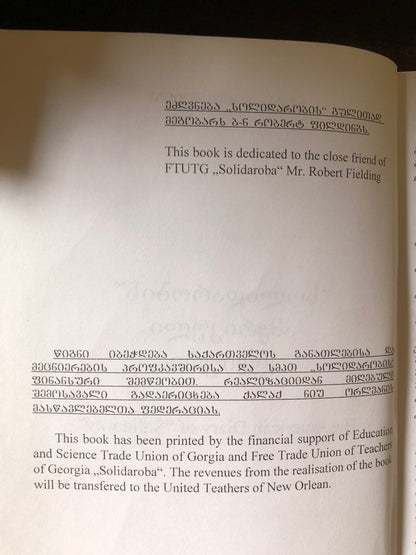 ეძღვნება „სოლიდარობის“ გულითად
მეგობარს ბ-ნ რობერტ ფილდინგს
This book is dedicated to the close friend of
FTUTG „Solidaroba“ Mr. Robert Fielding
წიგნი იბეჭდება საქართველოს განათლებისა და
მეცნიერების პროფკავშირისა და სმპთ „სოლიდარობის“
ფინანსური შემწეობით. რეალიზაციიდან მიღებული
შემოსავალი გადაერიცხება ქალაქ ნიუ ორლეანის
მასწავლებელთა ფედერაციას.
This book has been printed by the financial support of Education
and Science Trade Union of Gorgia and Free Trade Union of Teachers
of Georgia „Solidaroba“. The revenues from the realisation of the book
will be transfered to the United Teathers of New Orlean.